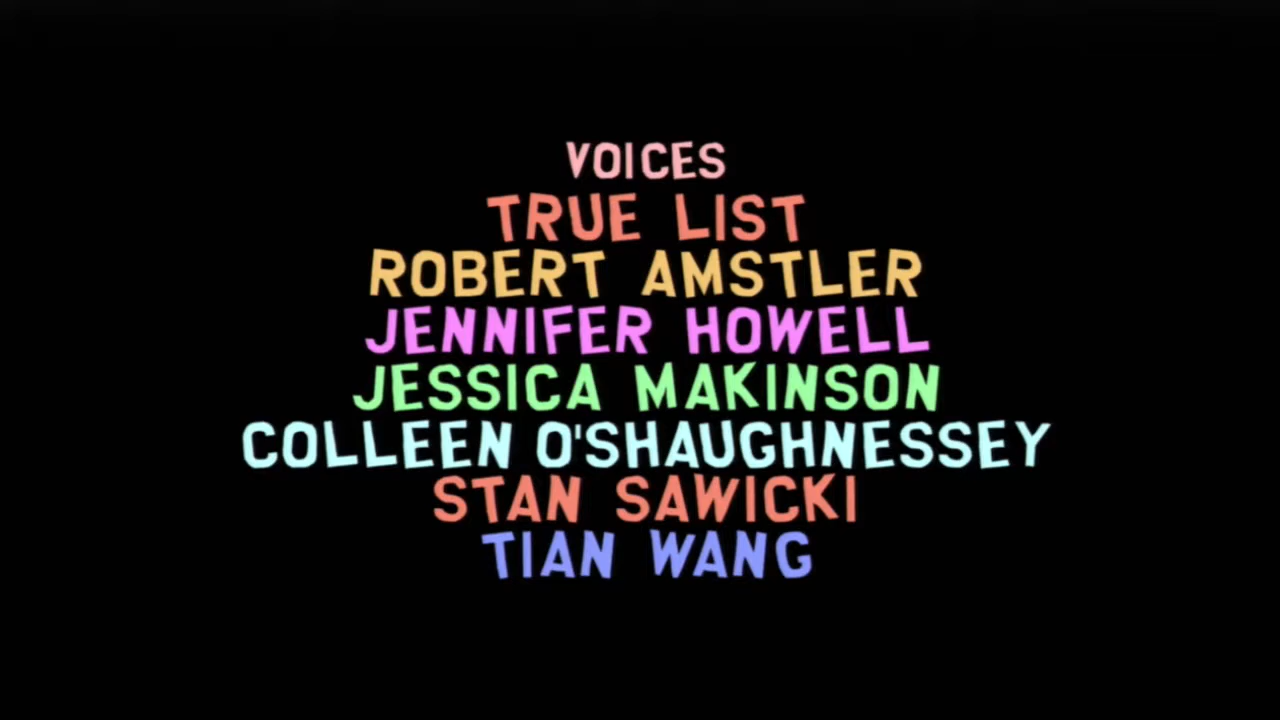 VOICES
TRUE LIST
ROBERT AMSTLER
JENNIFER HOWELL
JESSICA MAKINSON
COLLEEN O'SHAUGHNESSEY
STAN SAWICKI
TIAN WANG